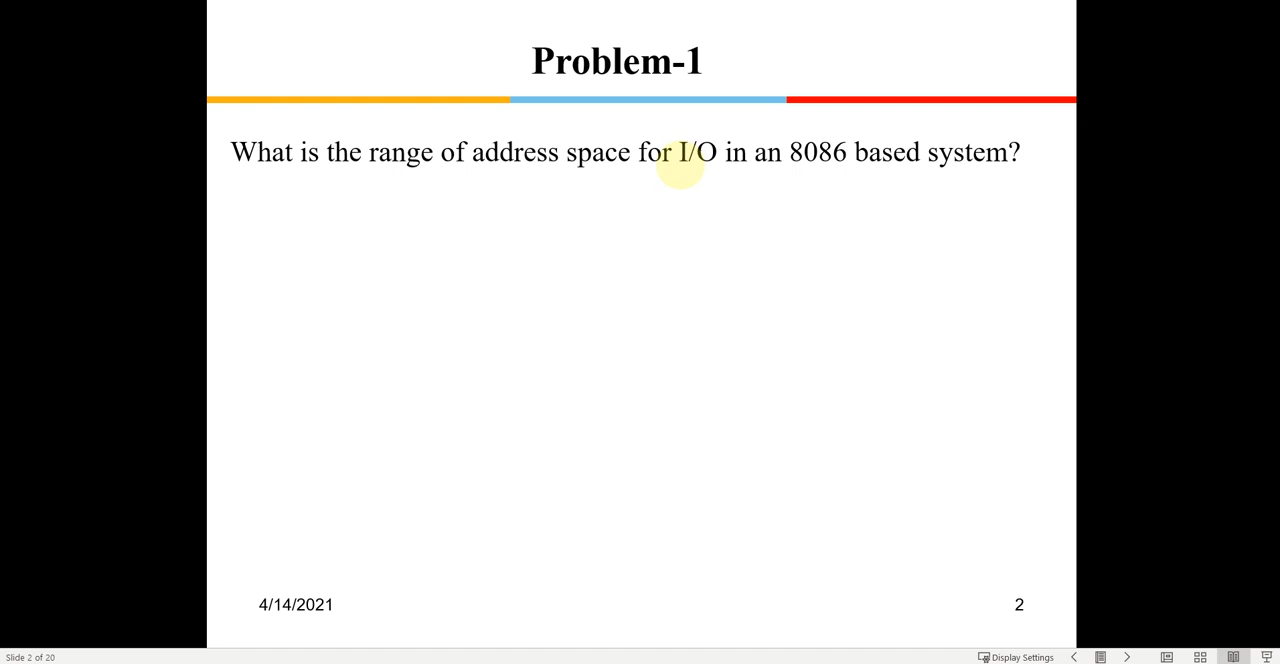 Problem-1
What is the range of address space for I/O in an 8086 based system?
4/14/2021
2
Slide 2 of 20
Display Settings